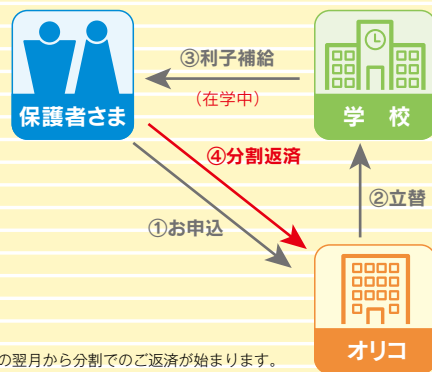 ③利子補給
(在学中)
保護者さま
学 校
④分割返済
②立替
①お申込
オリコ
の翌月から分割でのご返済が始まります。